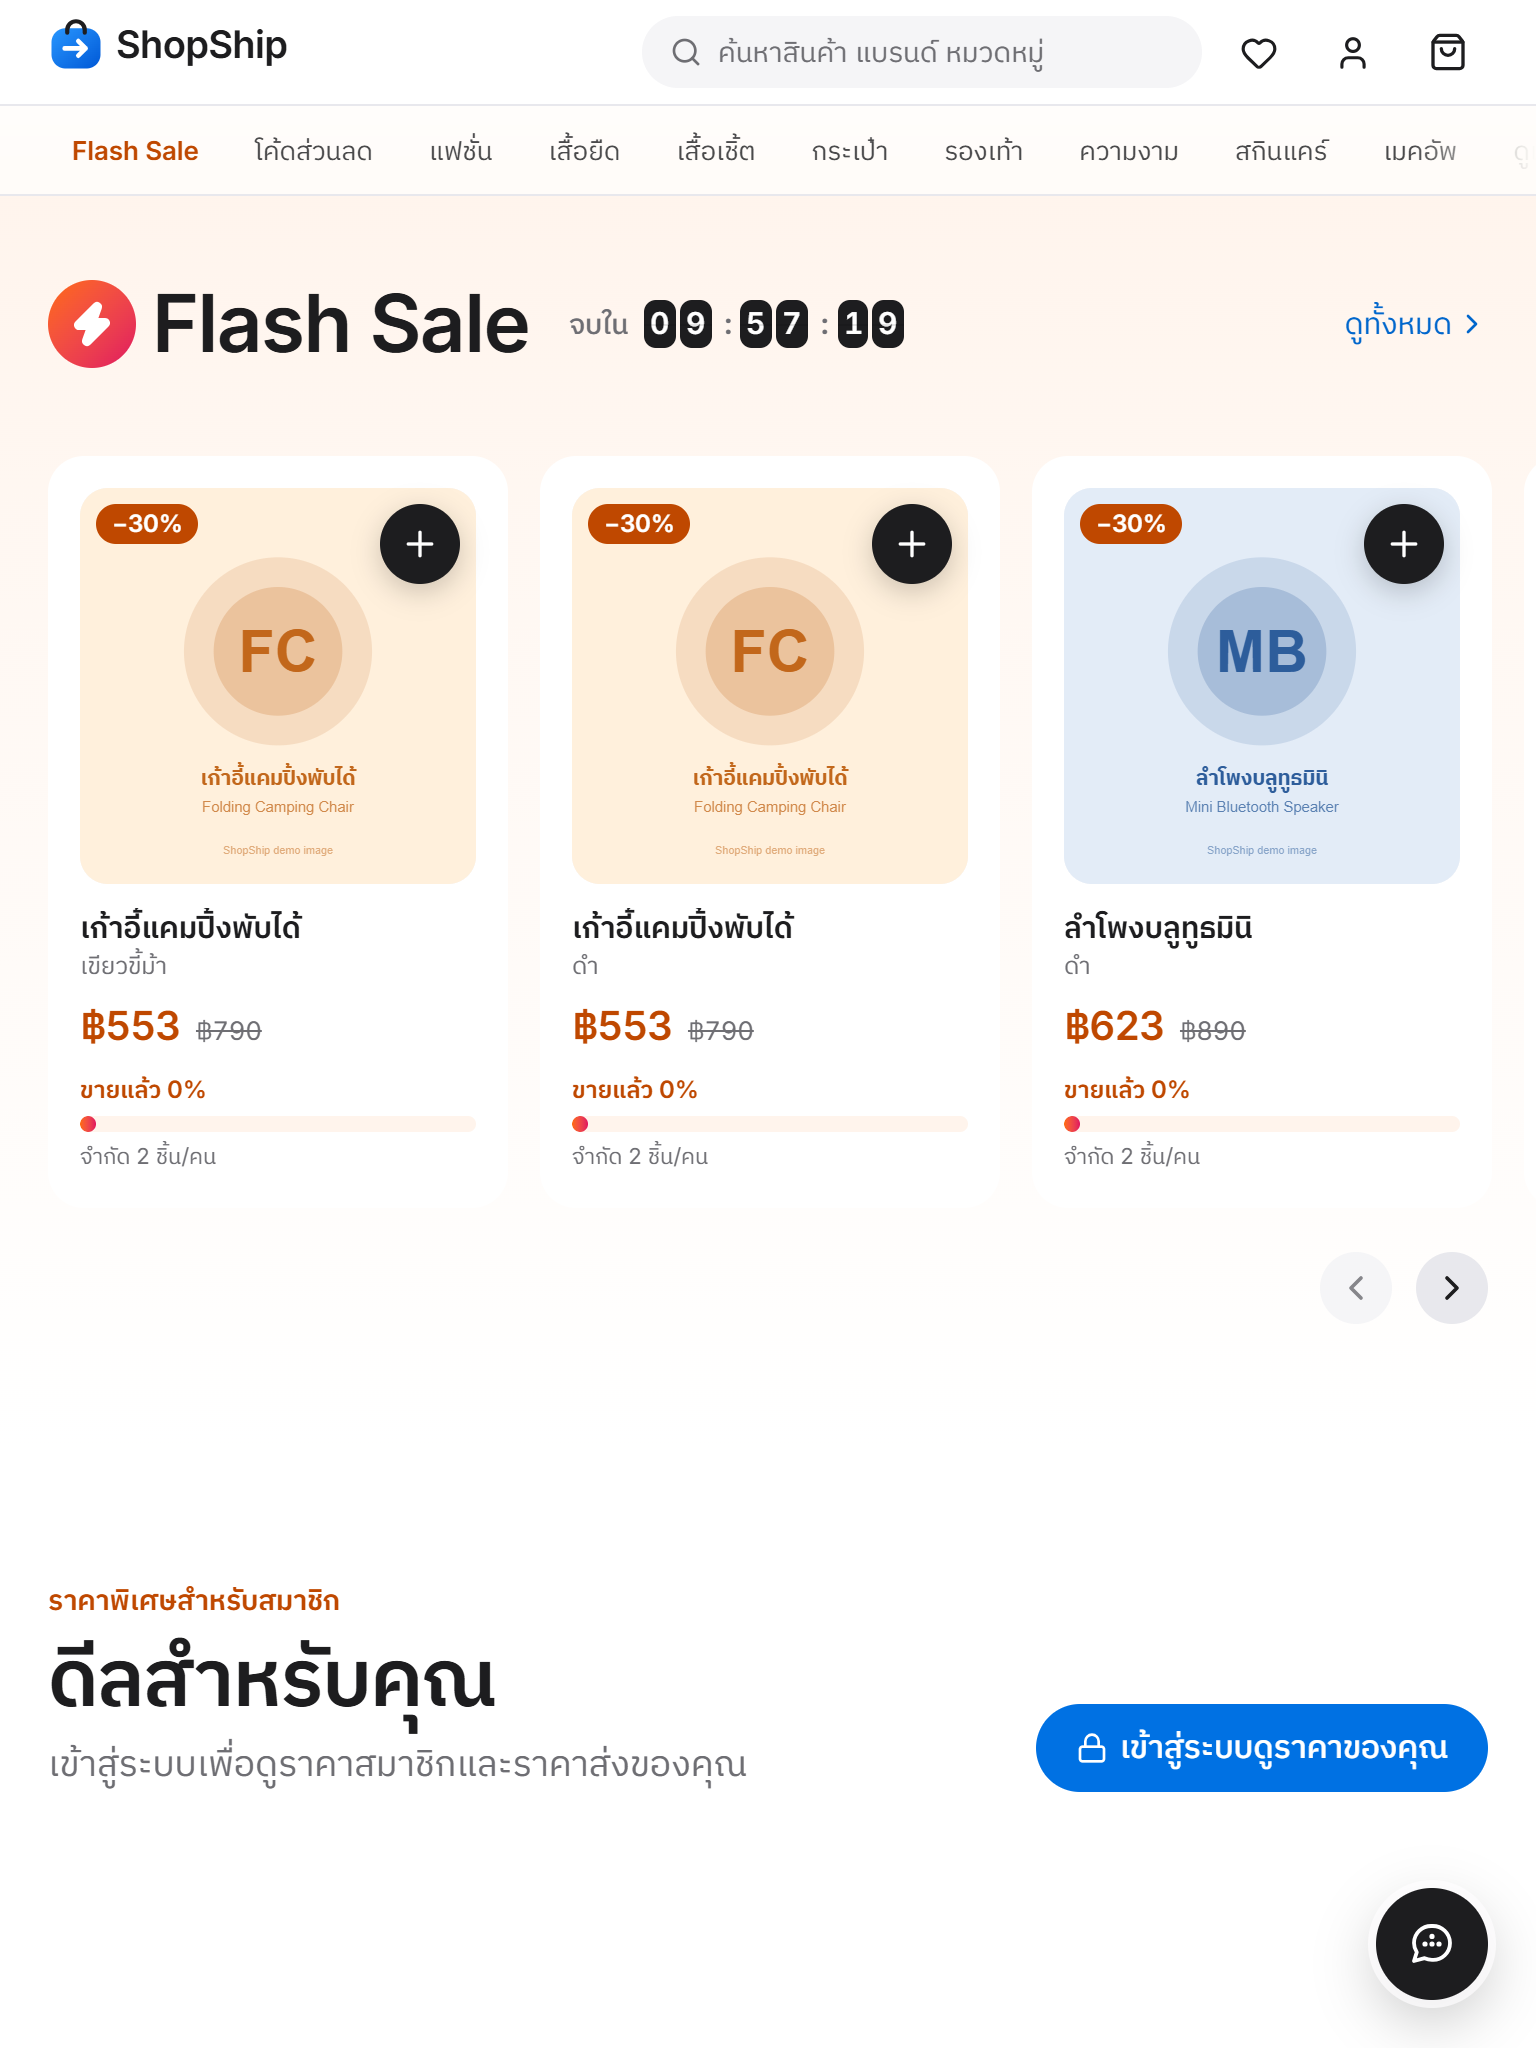 ShopShip
ค้นหาสินค้า แบรนด์ หมวดหมู่
Flash Sale โค้ดส่วนลด แฟชั่น เสื้อยืด เสื้อเชิ้ต กระเป๋า รองเท้า ความงาม สกินแคร์ เมคอัพ
Flash Sale จบใน 09:57:19 ดูทั้งหมด
−30% −30% −30%
FC FC MB
เก้าอี้แคมปิ้งพับได้ เก้าอี้แคมปิ้งพับได้ ลำโพงบลูทูธมินิ
Folding Camping Chair Folding Camping Chair Mini Bluetooth Speaker
ShopShip demo image ShopShip demo image ShopShip demo image
เก้าอี้แคมปิ้งพับได้ เก้าอี้แคมปิ้งพับได้ ลำโพงบลูทูธมินิ
เขียวขี้ม้า ดำ ดำ
฿553 ฿790 ฿553 ฿790 ฿623 ฿890
ขายแล้ว 0% ขายแล้ว 0% ขายแล้ว 0%
จำกัด 2 ชิ้น/คน จำกัด 2 ชิ้น/คน จำกัด 2 ชิ้น/คน
ราคาพิเศษสำหรับสมาชิก
ดีลสำหรับคุณ
เข้าสู่ระบบเพื่อดูราคาสมาชิกและราคาส่งของคุณ
เข้าสู่ระบบดูราคาของคุณ